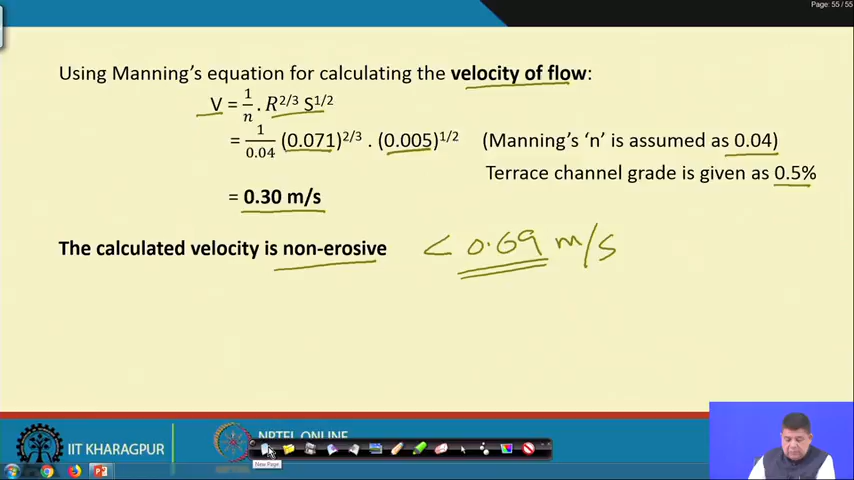 Page: 55 / 55
Using Manning's equation for calculating the velocity of flow:
V = 1/n . R^2/3 S^1/2
= 1/0.04 (0.071)^2/3 . (0.005)^1/2 (Manning's 'n' is assumed as 0.04)
Terrace channel grade is given as 0.5%
= 0.30 m/s
The calculated velocity is non-erosive < 0.69 m/s
IIT KHARAGPUR
NPTEL ONLINE
New Page